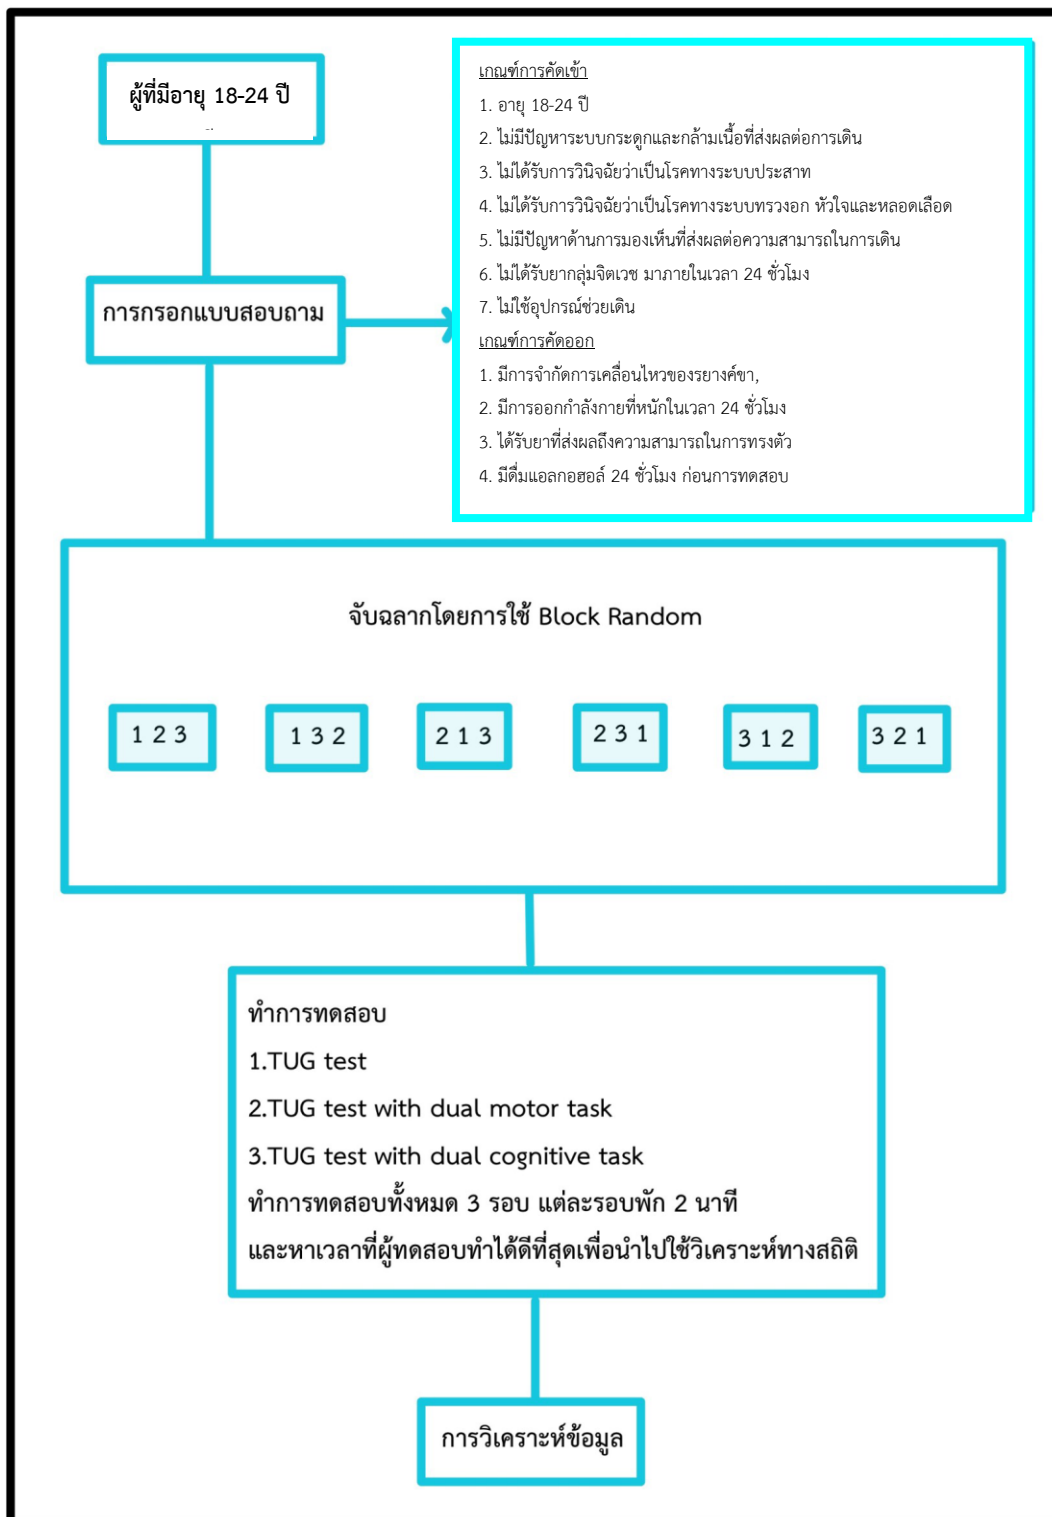 ผู้ที่มีอายุ 18-24 ปี
เกณฑ์การคัดเข้า
1. อายุ 18-24 ปี
2. ไม่มีปัญหาระบบกระดูกและกล้ามเนื้อที่ส่งผลต่อการเดิน
3. ไม่ได้รับการวินิจฉัยว่าเป็นโรคทางระบบประสาท
4. ไม่ได้รับการวินิจฉัยว่าเป็นโรคทางระบบทรวงอก หัวใจและหลอดเลือด
5. ไม่มีปัญหาด้านการมองเห็นที่ส่งผลต่อความสามารถในการเดิน
6. ไม่ได้รับยากลุ่มจิตเวช มาภายในเวลา 24 ชั่วโมง
7. ไม่ใช้อุปกรณ์ช่วยเดิน
เกณฑ์การคัดออก
1. มีการจำกัดการเคลื่อนไหวของรยางค์ขา,
2. มีการออกกำลังกายที่หนักในเวลา 24 ชั่วโมง
3. ได้รับยาที่ส่งผลถึงความสามารถในการทรงตัว
4. มีดื่มแอลกอฮอล์ 24 ชั่วโมง ก่อนการทดสอบ
การกรอกแบบสอบถาม
จับฉลากโดยการใช้ Block Random
1 2 3
1 3 2
2 1 3
2 3 1
3 1 2
3 2 1
ทำการทดสอบ
1.TUG test
2.TUG test with dual motor task
3.TUG test with dual cognitive task
ทำการทดสอบทั้งหมด 3 รอบ แต่ละรอบพัก 2 นาที
และหาเวลาที่ผู้ทดสอบทำได้ดีที่สุดเพื่อนำไปใช้วิเคราะห์ทางสถิติ
การวิเคราะห์ข้อมูล